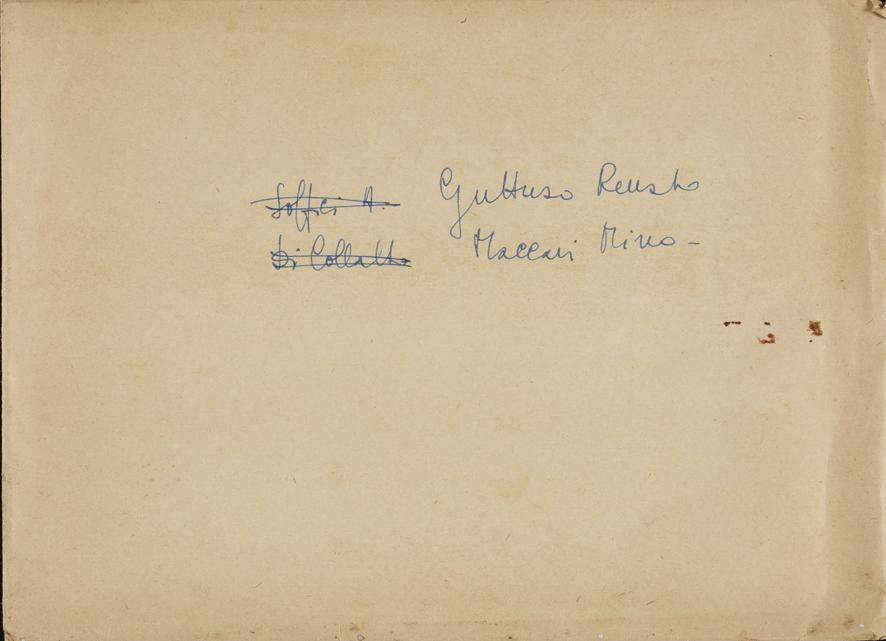 Soffici A. Guttuso Renato
Di Collalto Maccari Mino -